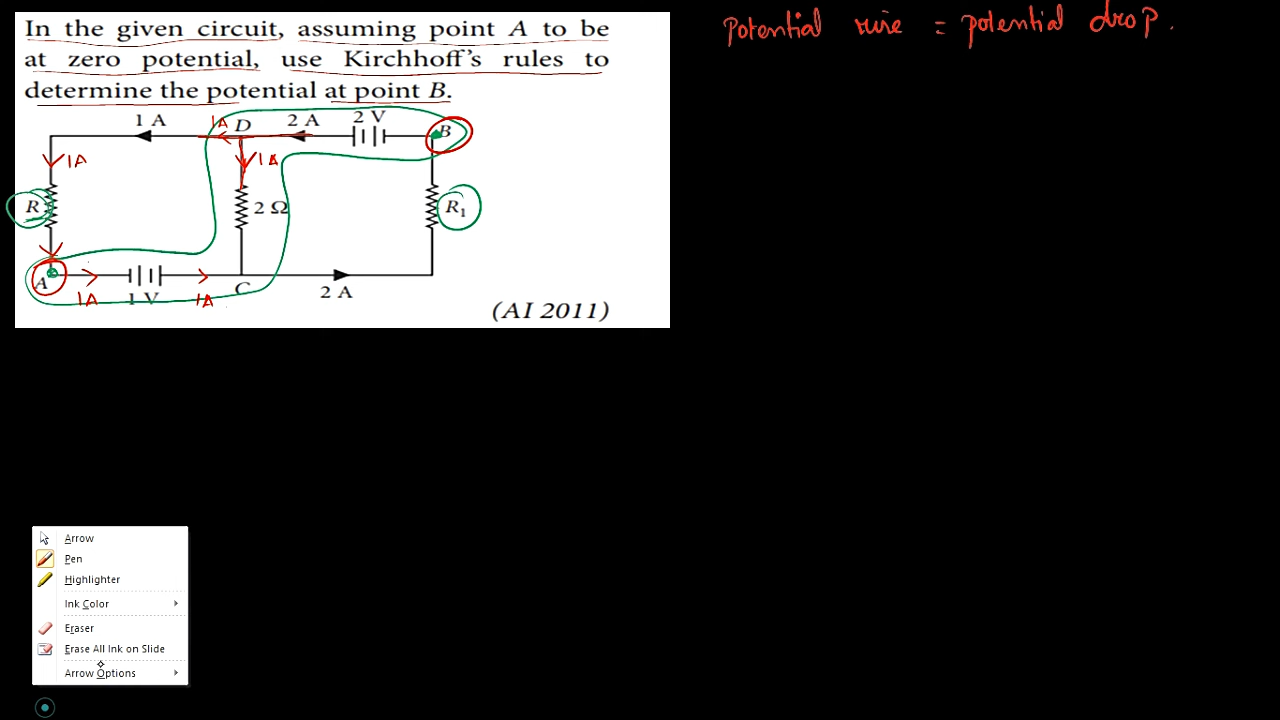 In the given circuit, assuming point A to be
at zero potential, use Kirchhoff's rules to
determine the potential at point B.
Potential rise = potential drop.
1 A
1A
D
2 A
2 V
B
1A
1A
R
2 Ω
R₁
A
1A
1 V
1A
C
2 A
(AI 2011)
Arrow
Pen
Highlighter
Ink Color
Eraser
Erase All Ink on Slide
Arrow Options